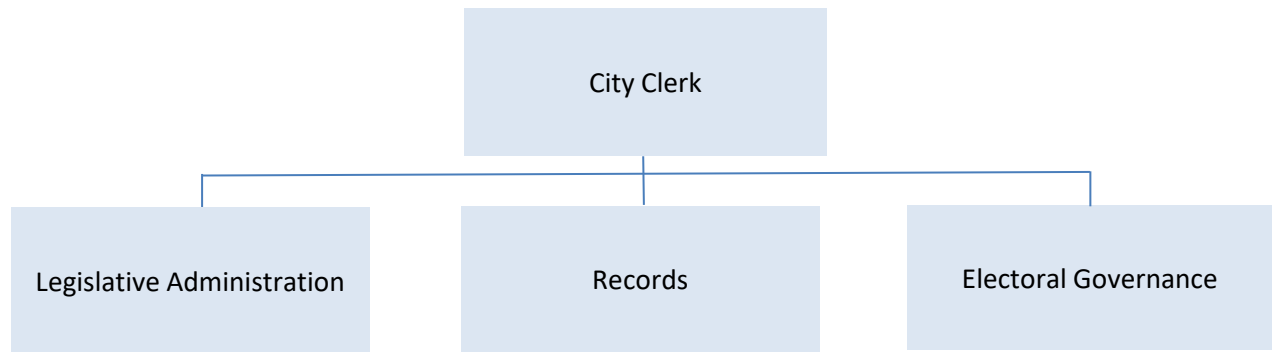 City Clerk
Legislative Administration
Records
Electoral Governance